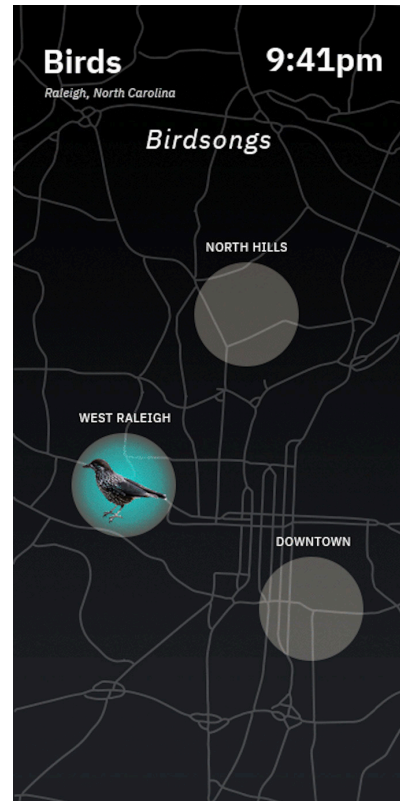 Birds
9:41pm
Raleigh, North Carolina
Birdsongs
NORTH HILLS
WEST RALEIGH
DOWNTOWN